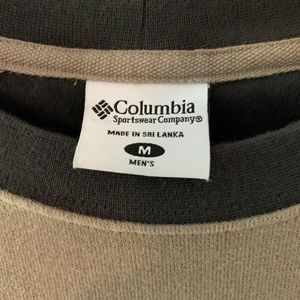 Columbia
Sportswear Company®
MADE IN SRI LANKA
M
MEN'S